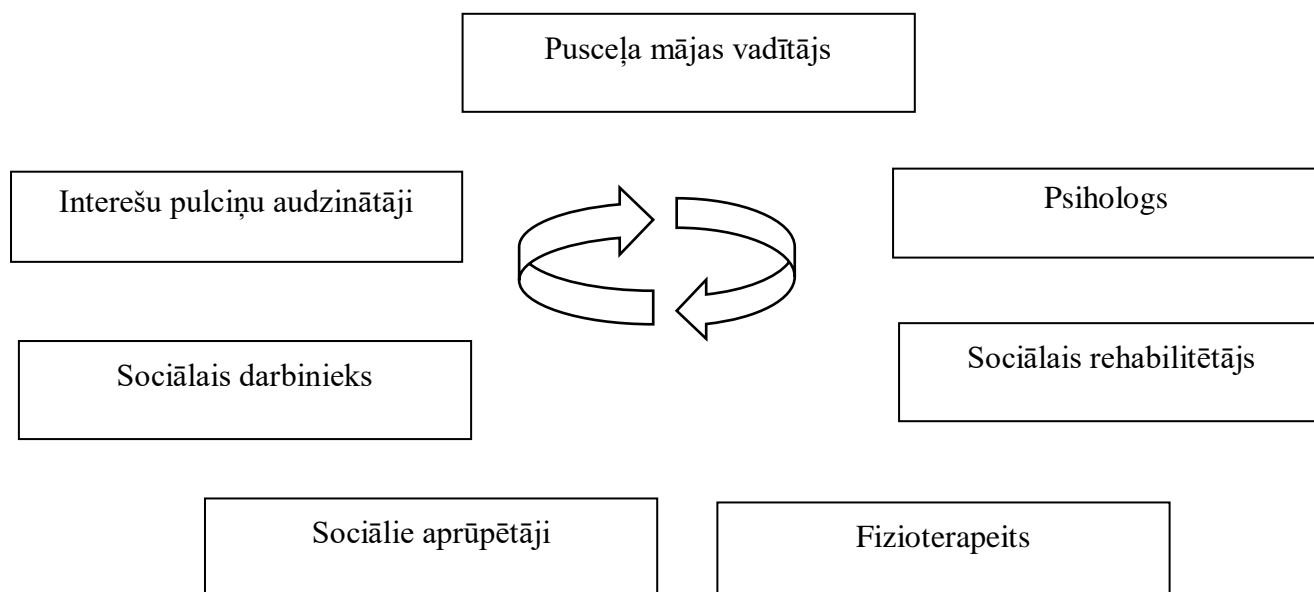 Pusceļa mājas vadītājs
Interešu pulciņu audzinātāji
Psihologs
Sociālais darbinieks
Sociālais rehabilitētājs
Sociālie aprūpētāji
Fizioterapeits